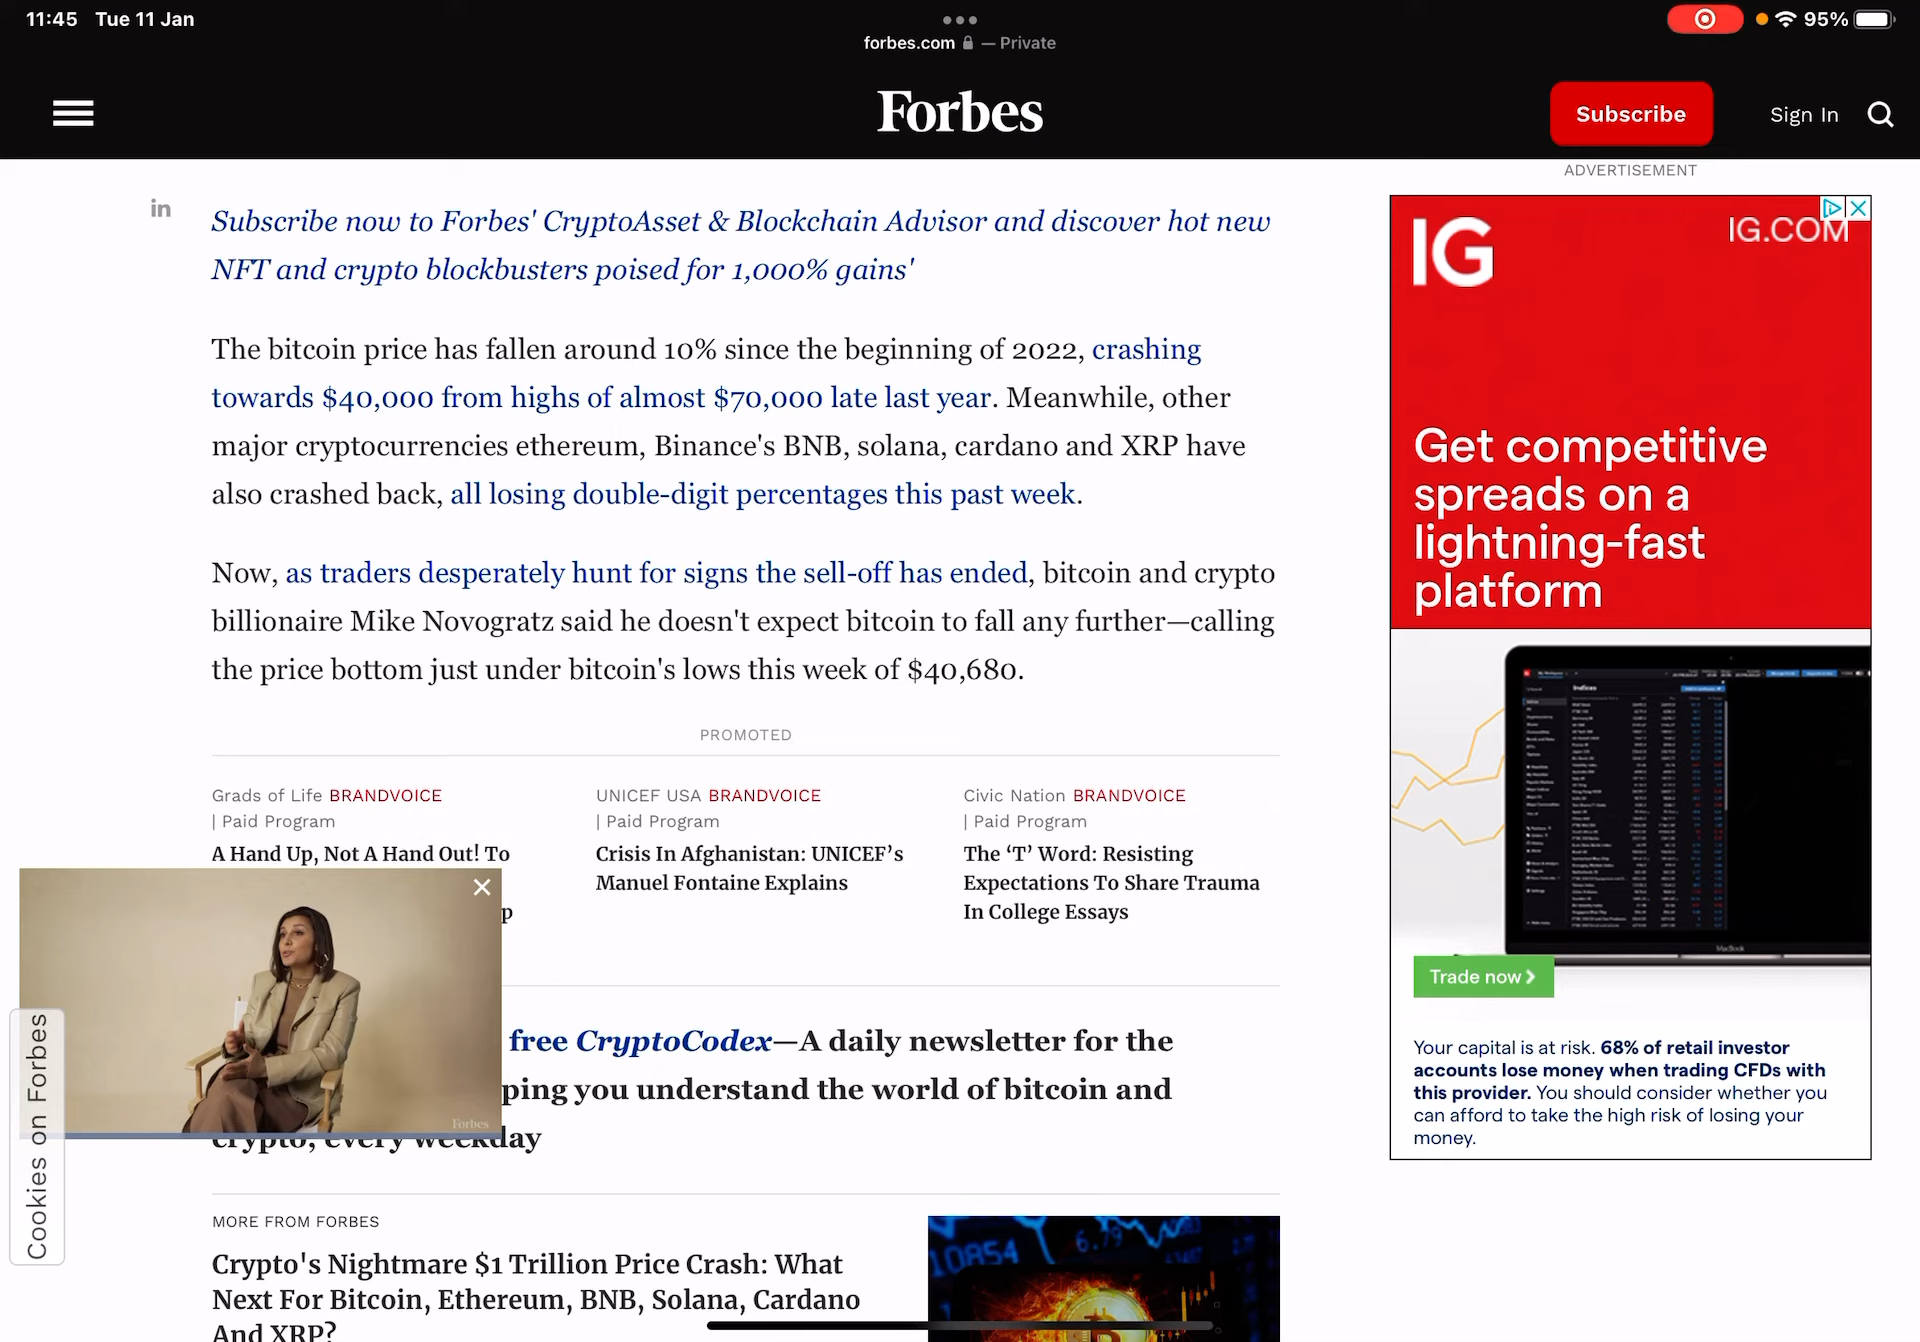 11:45 Tue 11 Jan
forbes.com — Private
95%
Forbes
Subscribe
Sign In
ADVERTISEMENT
in
Subscribe now to Forbes' CryptoAsset & Blockchain Advisor and discover hot new
NFT and crypto blockbusters poised for 1,000% gains'
The bitcoin price has fallen around 10% since the beginning of 2022, crashing
towards $40,000 from highs of almost $70,000 late last year. Meanwhile, other
major cryptocurrencies ethereum, Binance's BNB, solana, cardano and XRP have
also crashed back, all losing double-digit percentages this past week.
Now, as traders desperately hunt for signs the sell-off has ended, bitcoin and crypto
billionaire Mike Novogratz said he doesn't expect bitcoin to fall any further—calling
the price bottom just under bitcoin's lows this week of $40,680.
PROMOTED
Grads of Life BRANDVOICE
| Paid Program
A Hand Up, Not A Hand Out! To
p
UNICEF USA BRANDVOICE
| Paid Program
Crisis In Afghanistan: UNICEF’s
Manuel Fontaine Explains
Civic Nation BRANDVOICE
| Paid Program
The ‘T’ Word: Resisting
Expectations To Share Trauma
In College Essays
Forbes
free CryptoCodex—A daily newsletter for the
ping you understand the world of bitcoin and
crypto, every weekday
Cookies on Forbes
MORE FROM FORBES
Crypto's Nightmare $1 Trillion Price Crash: What
Next For Bitcoin, Ethereum, BNB, Solana, Cardano
And XRP?
10854
6.79
IG
IG.COM
Get competitive
spreads on a
lightning-fast
platform
Indices
MacBook
Trade now
Your capital is at risk. 68% of retail investor
accounts lose money when trading CFDs with
this provider. You should consider whether you
can afford to take the high risk of losing your
money.